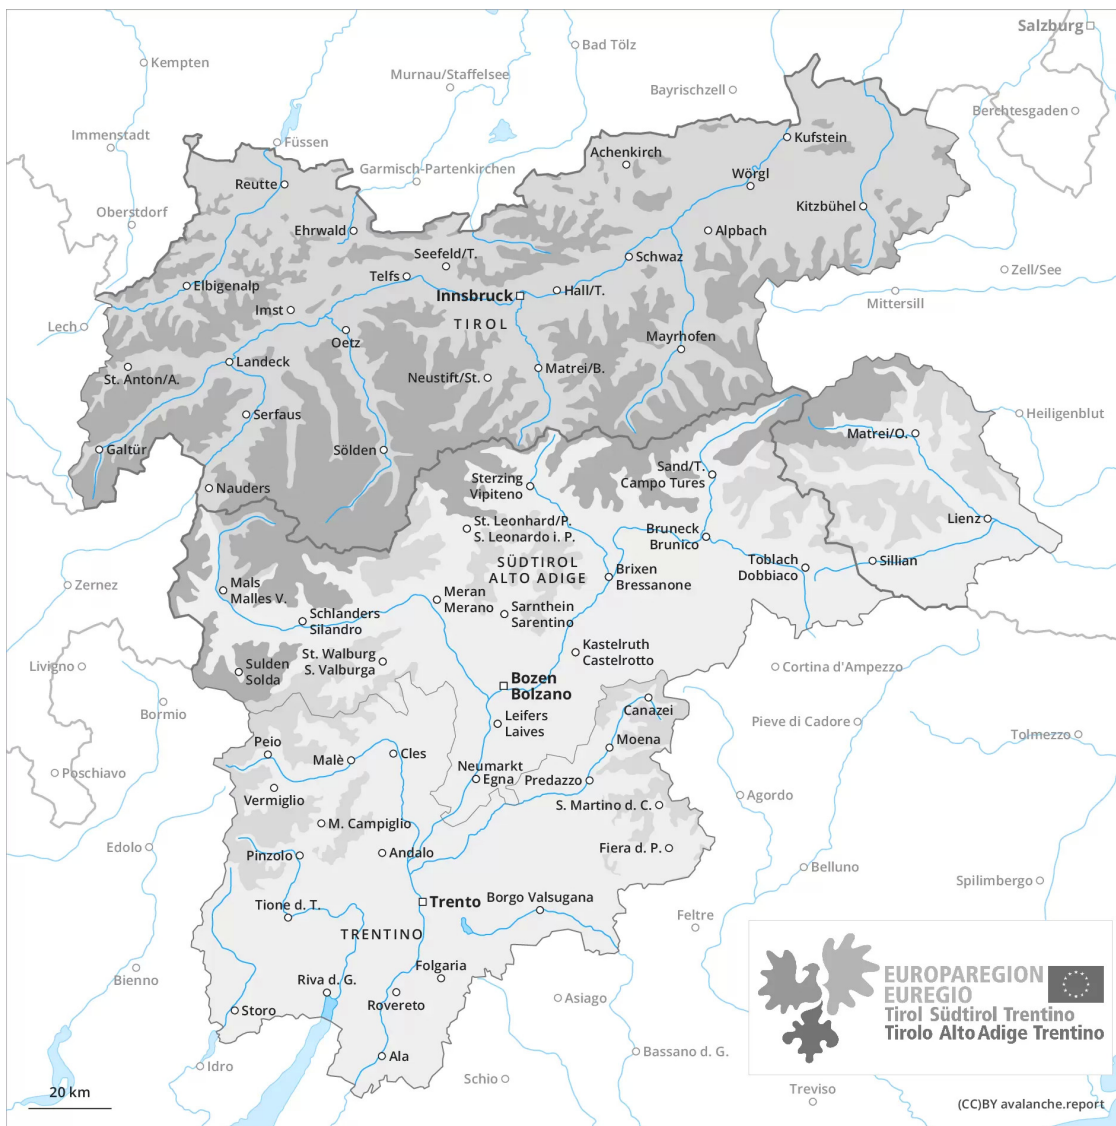 Salzburg
Bad Tölz
Kempten
Murnau/Staffelsee
Bayrischzell
Berchtesgaden
Immenstadt
Füssen
Kufstein
Achenkirch
Garmisch-Partenkirchen
Wörgl
Reutte
Kitzbühel
Oberstdorf
Ehrwald
Alpbach
Seefeld/T.
Schwaz
Zell/See
Telfs
Elbigenalp
Hall/T.
Innsbruck
Mittersill
Imst
TIROL
Lech
Mayrhofen
Oetz
Landeck
Matrei/B.
St. Anton/A.
Neustift/St.
Serfaus
Heiligenblut
Matrei/O.
Galtür
Sölden
Sand/T.
Campo Tures
Sterzing
Vipiteno
Nauders
Lienz
St. Leonhard/P.
S. Leonardo i. P.
Bruneck
Brunico
SÜDTIROL
ALTO ADIGE
Toblach
Dobbiaco
Sillian
Brixen
Bressanone
Zernez
Mals
Malles V.
Meran
Merano
Sarnthein
Sarentino
Schlanders
Silandro
Kastelruth
Castelrotto
St. Walburg
S. Valburga
Livigno
Sulden
Solda
Cortina d'Ampezzo
Bozen
Bolzano
Canazei
Bormio
Leifers
Laives
Pieve di Cadore
Tolmezzo
Moena
Peio
Cles
Malè
Poschiavo
Neumarkt
Egna
Predazzo
Vermiglio
Agordo
S. Martino d. C.
M. Campiglio
Edolo
Fiera d. P.
Pinzolo
Andalo
Belluno
Spilimbergo
Trento
Borgo Valsugana
Tione d. T.
Feltre
TRENTINO
Folgaria
Bienno
Riva d. G.
Rovereto
Asiago
Storo
EUROPAREGION
EUREGIO
Tirol Südtirol Trentino
Tirolo Alto Adige Trentino
Ala
Bassano d. G.
Idro
Schio
Treviso
20 km
(CC)BY avalanche.report